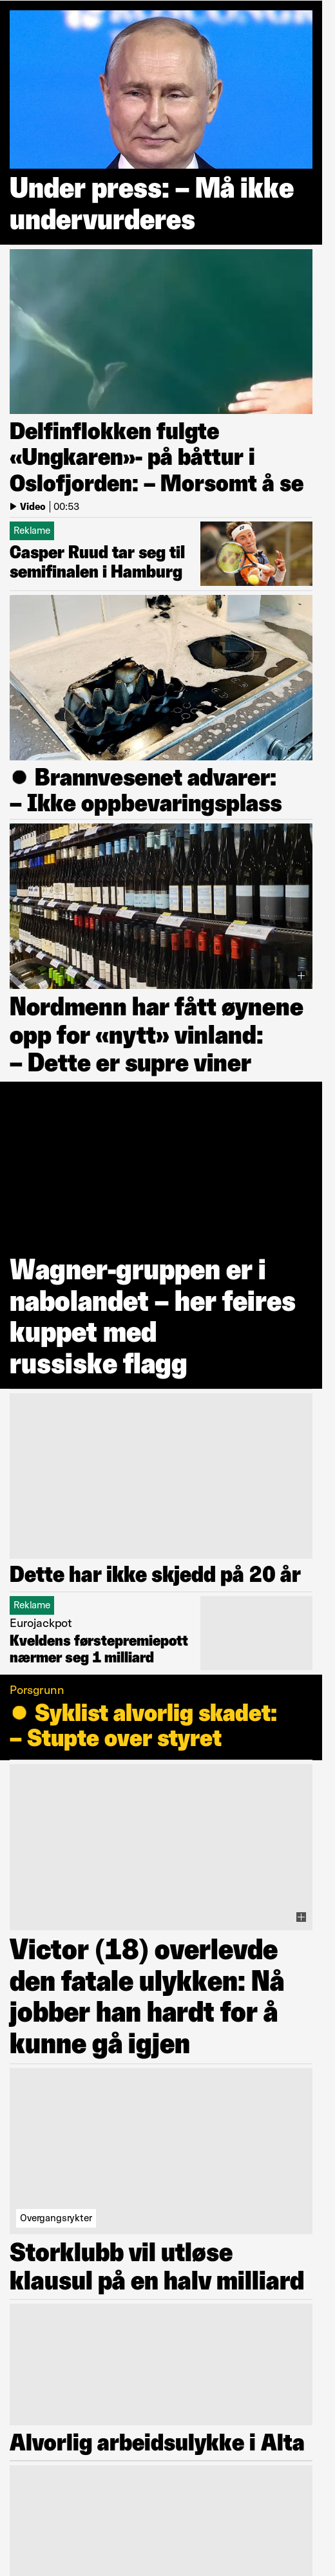 Under press: – Må ikke
undervurderes
Delfinflokken fulgte
«Ungkaren»- på båttur i
Oslofjorden: – Morsomt å se
Video | 00:53
Reklame
Casper Ruud tar seg til
semifinalen i Hamburg
● Brannvesenet advarer:
– Ikke oppbevaringsplass
Nordmenn har fått øynene
opp for «nytt» vinland:
– Dette er supre viner
Wagner-gruppen er i
nabolandet – her feires
kuppet med
russiske flagg
Dette har ikke skjedd på 20 år
Reklame
Eurojackpot
Kveldens førstepremiepott
nærmer seg 1 milliard
Porsgrunn
● Syklist alvorlig skadet:
– Stupte over styret
Victor (18) overlevde
den fatale ulykken: Nå
jobber han hardt for å
kunne gå igjen
Overgangsrykter
Storklubb vil utløse
klausul på en halv milliard
Alvorlig arbeidsulykke i Alta